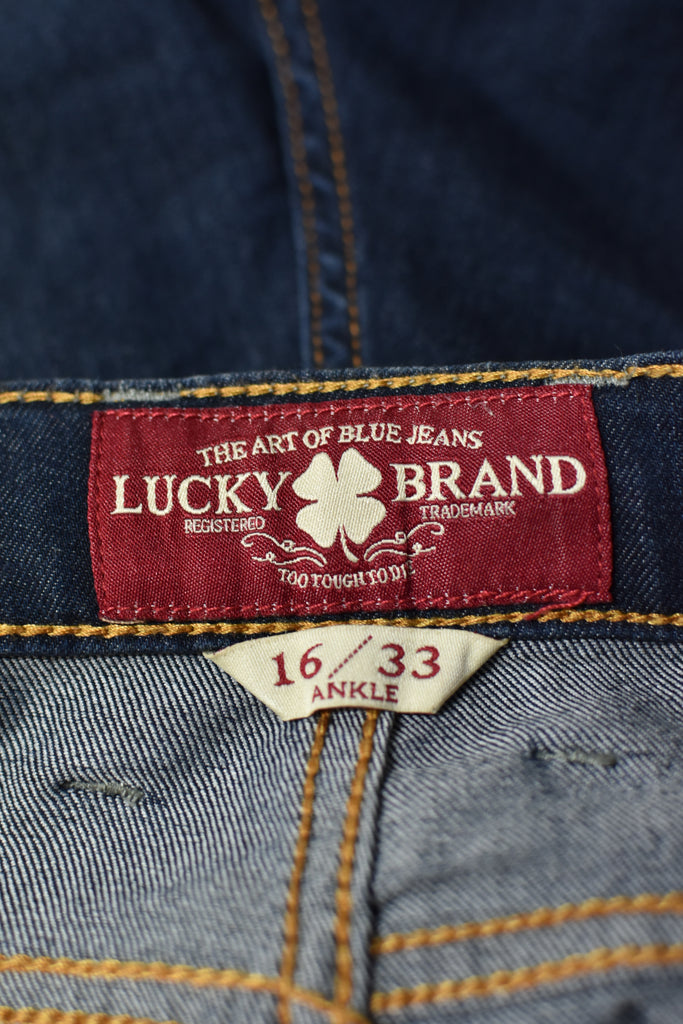 THE ART OF BLUE JEANS
LUCKY BRAND
REGISTERED TRADEMARK
TOO TOUGH TO DIE
16/33
ANKLE